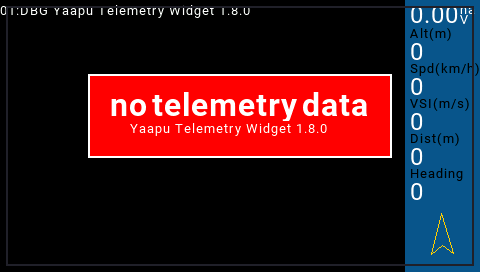 01:DBG Yaapu Telemetry Widget 1.8.0
0.00V
Alt(m)
0
Spd(km/h)
0
VSI(m/s)
0
Dist(m)
0
Heading
0
no telemetry data
Yaapu Telemetry Widget 1.8.0